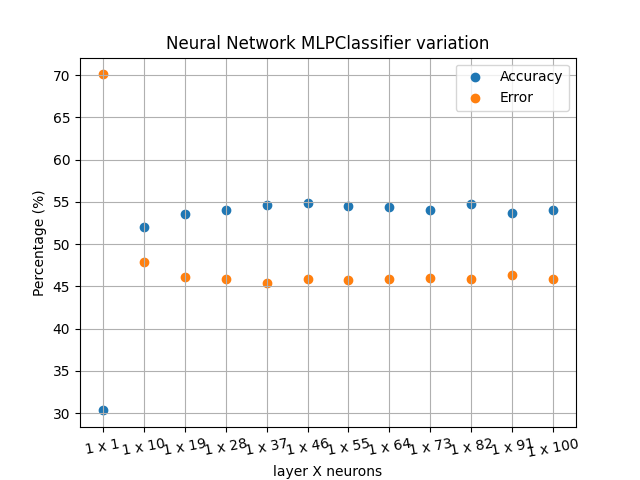 Neural Network MLPClassifier variation
Accuracy
Error
Percentage (%)
70
65
60
55
50
45
40
35
30
1 x 1
1 x 10
1 x 19
1 x 28
1 x 37
1 x 46
1 x 55
1 x 64
1 x 73
1 x 82
1 x 91
1 x 100
layer X neurons